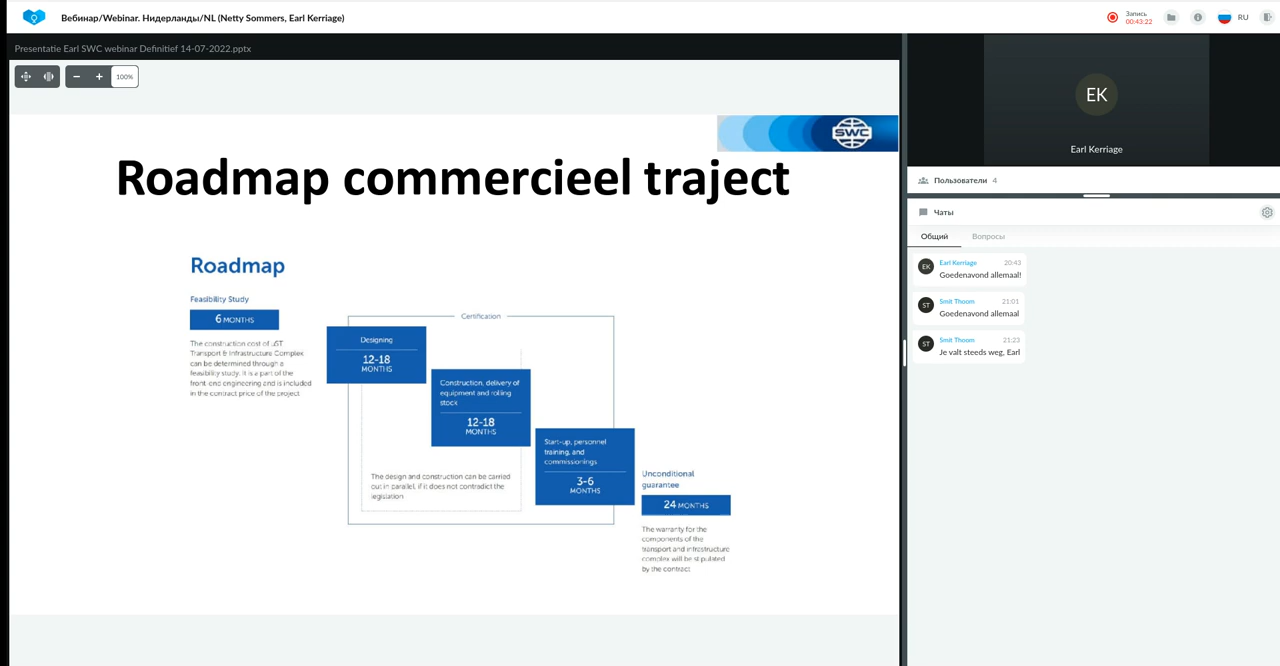 Вебинар/Webinar. Нидерланды/NL (Netty Sommers, Earl Kerriage)
Запись
00:43:22
RU
Presentatie Earl SWC webinar Definitief 14-07-2022.pptx
100%
SWC
Roadmap commercieel traject
Roadmap
Feasibility Study
6 MONTHS
The construction cost of uST
Transport & Infrastructure Complex
can be determined through a
feasibility study. It is a part of the
front-end engineering and is included
in the contract price of the project
Certification
Designing
12-18
MONTHS
Construction, delivery of
equipment and rolling
stock
12-18
MONTHS
Start-up, personnel
training, and
commissionings
3-6
MONTHS
The design and construction can be carried
out in parallel, if it does not contradict the
legislation
Unconditional
guarantee
24 MONTHS
The warranty for the
components of the
transport and infrastructure
complex will be stipulated
by the contract
EK
Earl Kerriage
Пользователи 4
Чаты
Общий
Вопросы
EK
Earl Kerriage 20:43
Goedenavond allemaal!
ST
Smit Thoom 21:01
Goedenavond allemaal
ST
Smit Thoom 21:23
Je valt steeds weg, Earl